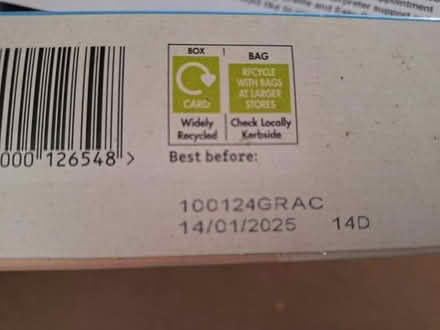 BOX
CARD
Widely
Recycled
BAG
RECYCLE
WITH BAGS
AT LARGER
STORES
Check Locally
Kerbside
000 126548 >
Best before:
100124GRAC
14/01/2025 14D